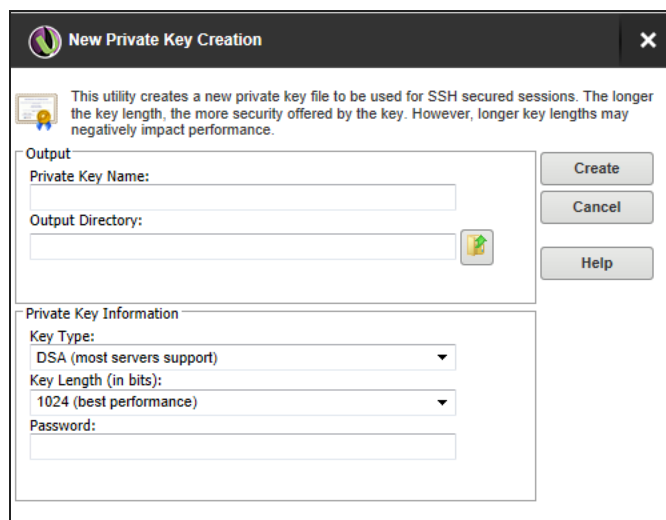 New Private Key Creation
This utility creates a new private key file to be used for SSH secured sessions. The longer
the key length, the more security offered by the key. However, longer key lengths may
negatively impact performance.
Output
Private Key Name:
Output Directory:
Create
Cancel
Help
Private Key Information
Key Type:
DSA (most servers support)
Key Length (in bits):
1024 (best performance)
Password: